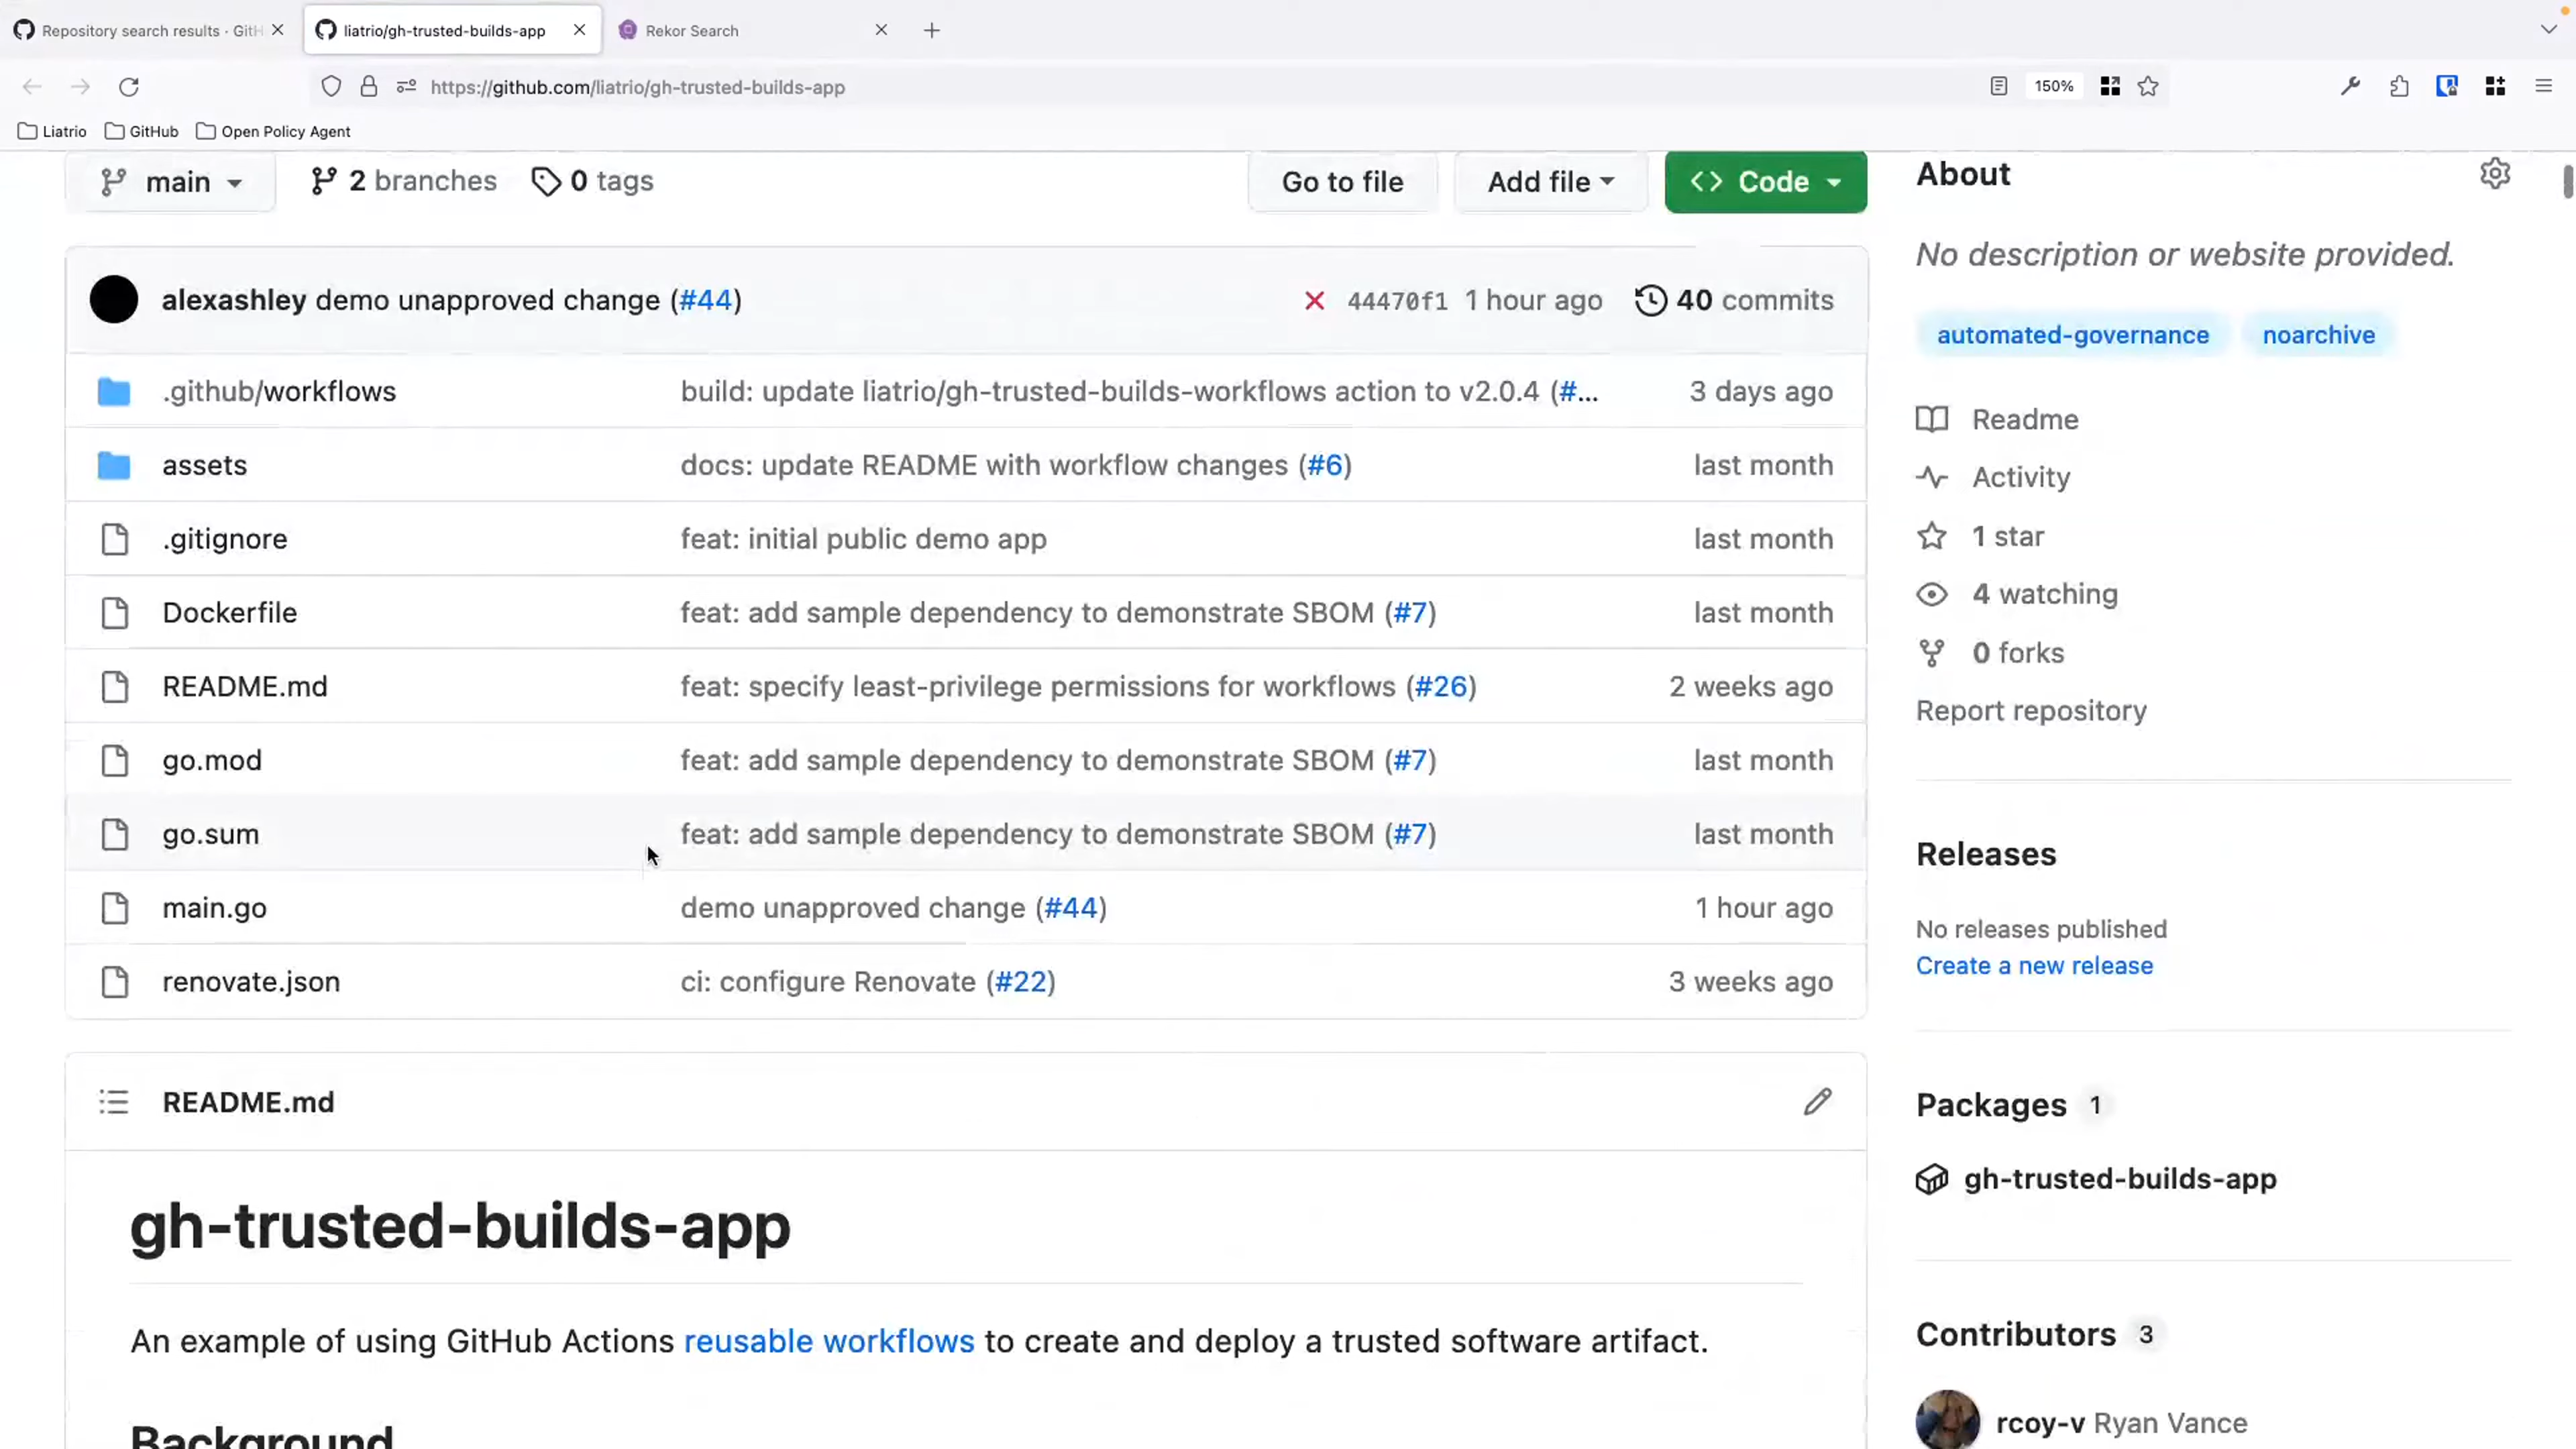 Repository search results · GitH
liatrio/gh-trusted-builds-app
Rekor Search
https://github.com/liatrio/gh-trusted-builds-app
150%
Liatrio
GitHub
Open Policy Agent
main
2 branches
0 tags
Go to file
Add file
Code
alexashley demo unapproved change (#44)
44470f1 1 hour ago
40 commits
.github/workflows
build: update liatrio/gh-trusted-builds-workflows action to v2.0.4 (#...
3 days ago
assets
docs: update README with workflow changes (#6)
last month
.gitignore
feat: initial public demo app
last month
Dockerfile
feat: add sample dependency to demonstrate SBOM (#7)
last month
README.md
feat: specify least-privilege permissions for workflows (#26)
2 weeks ago
go.mod
feat: add sample dependency to demonstrate SBOM (#7)
last month
go.sum
feat: add sample dependency to demonstrate SBOM (#7)
last month
main.go
demo unapproved change (#44)
1 hour ago
renovate.json
ci: configure Renovate (#22)
3 weeks ago
README.md
gh-trusted-builds-app
An example of using GitHub Actions reusable workflows to create and deploy a trusted software artifact.
Background
About
No description or website provided.
automated-governance
noarchive
Readme
Activity
1 star
4 watching
0 forks
Report repository
Releases
No releases published
Create a new release
Packages 1
gh-trusted-builds-app
Contributors 3
rcoy-v Ryan Vance